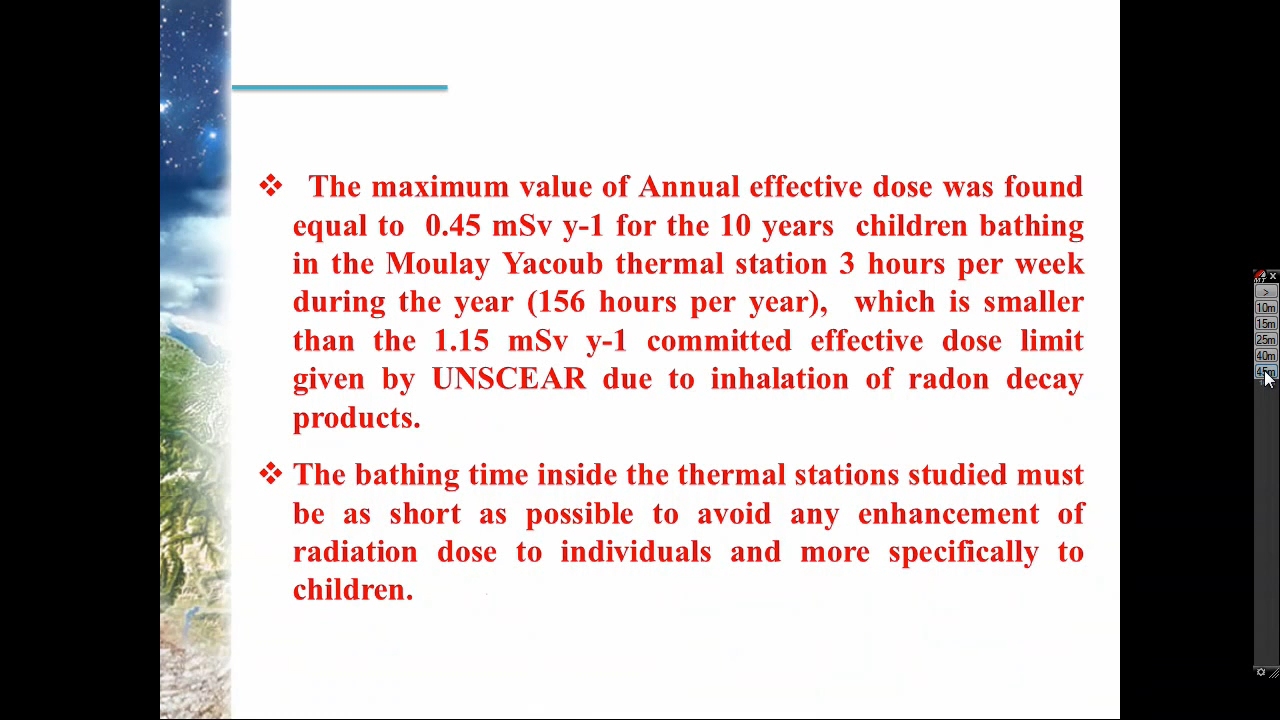 ❖ The maximum value of Annual effective dose was found
equal to 0.45 mSv y-1 for the 10 years children bathing
in the Moulay Yacoub thermal station 3 hours per week
during the year (156 hours per year), which is smaller
than the 1.15 mSv y-1 committed effective dose limit
given by UNSCEAR due to inhalation of radon decay
products.
❖ The bathing time inside the thermal stations studied must
be as short as possible to avoid any enhancement of
radiation dose to individuals and more specifically to
children.
>
10m
15m
25m
40m
45m